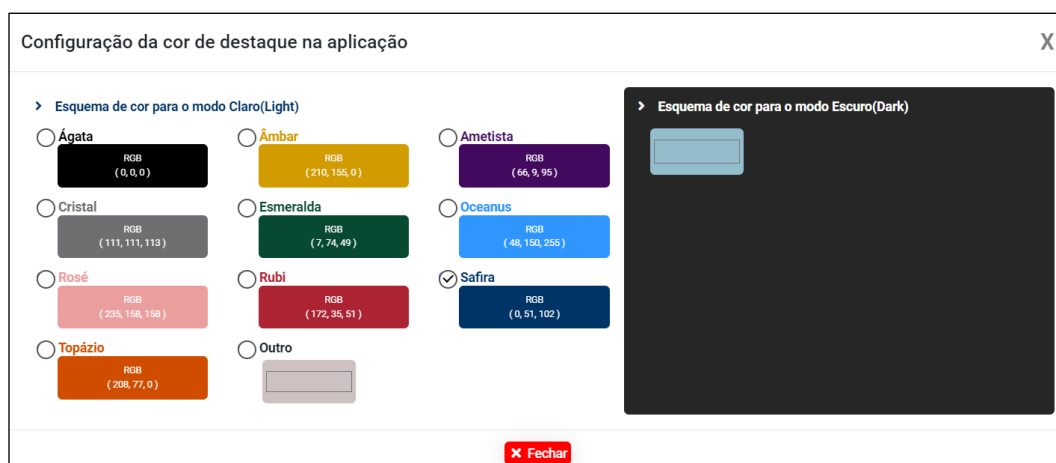 Configuração da cor de destaque na aplicação
X
Esquema de cor para o modo Claro(Light)
Ágata
RGB
( 0, 0, 0 )
Âmbar
RGB
( 210, 155, 0 )
Ametista
RGB
( 66, 9, 95 )
Cristal
RGB
( 111, 111, 113 )
Esmeralda
RGB
( 7, 74, 49 )
Oceanus
RGB
( 48, 150, 255 )
Rosé
RGB
( 235, 158, 158 )
Rubi
RGB
( 172, 35, 51 )
Safira
RGB
( 0, 51, 102 )
Topázio
RGB
( 208, 77, 0 )
Outro
Esquema de cor para o modo Escuro(Dark)
Fechar